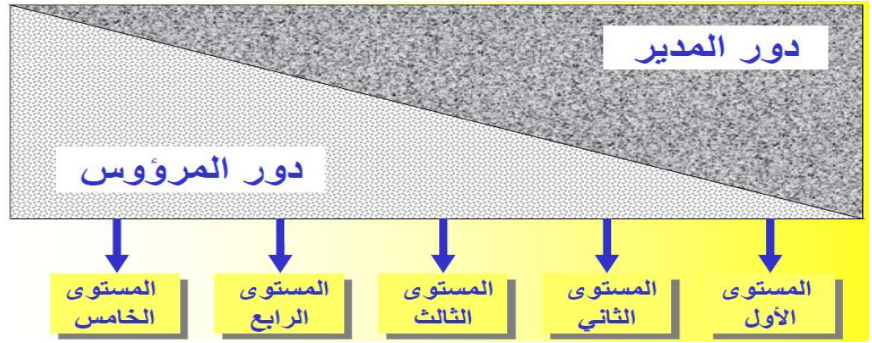 دور المدير
دور المرؤوس
المستوى
الأول
المستوى
الثاني
المستوى
الثالث
المستوى
الرابع
المستوى
الخامس